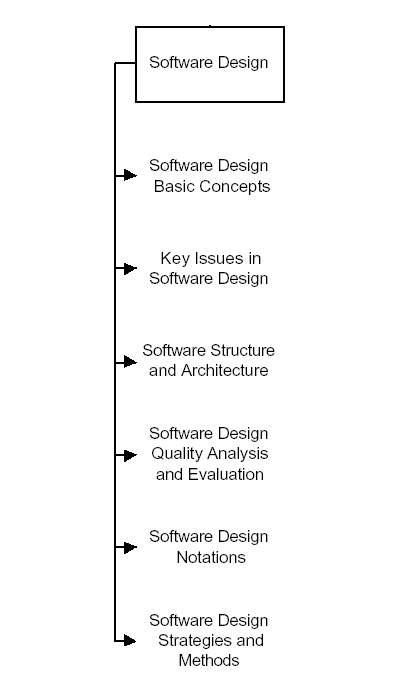 Software Design
Software Design
Basic Concepts
Key Issues in
Software Design
Software Structure
and Architecture
Software Design
Quality Analysis
and Evaluation
Software Design
Notations
Software Design
Strategies and
Methods